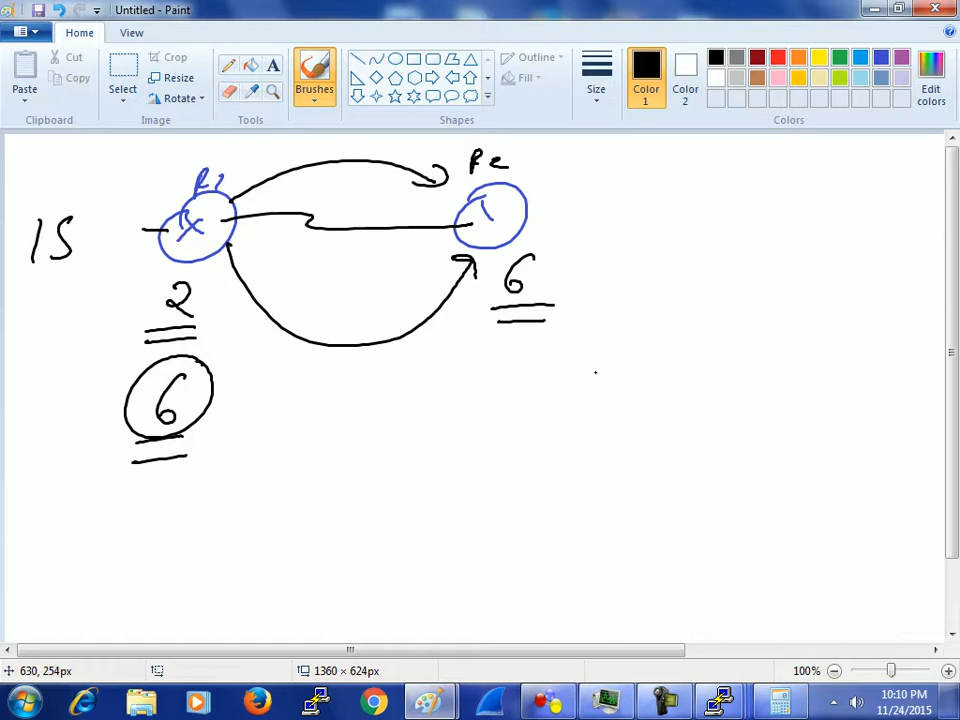 Untitled - Paint
Home
View
Paste
Cut
Copy
Clipboard
Select
Crop
Resize
Rotate
Image
Tools
Brushes
Outline
Fill
Shapes
Size
Color 1
Color 2
Edit colors
Colors
R1
R2
15
2
6
6
630, 254px
1360 × 624px
100%
10:10 PM
11/24/2015